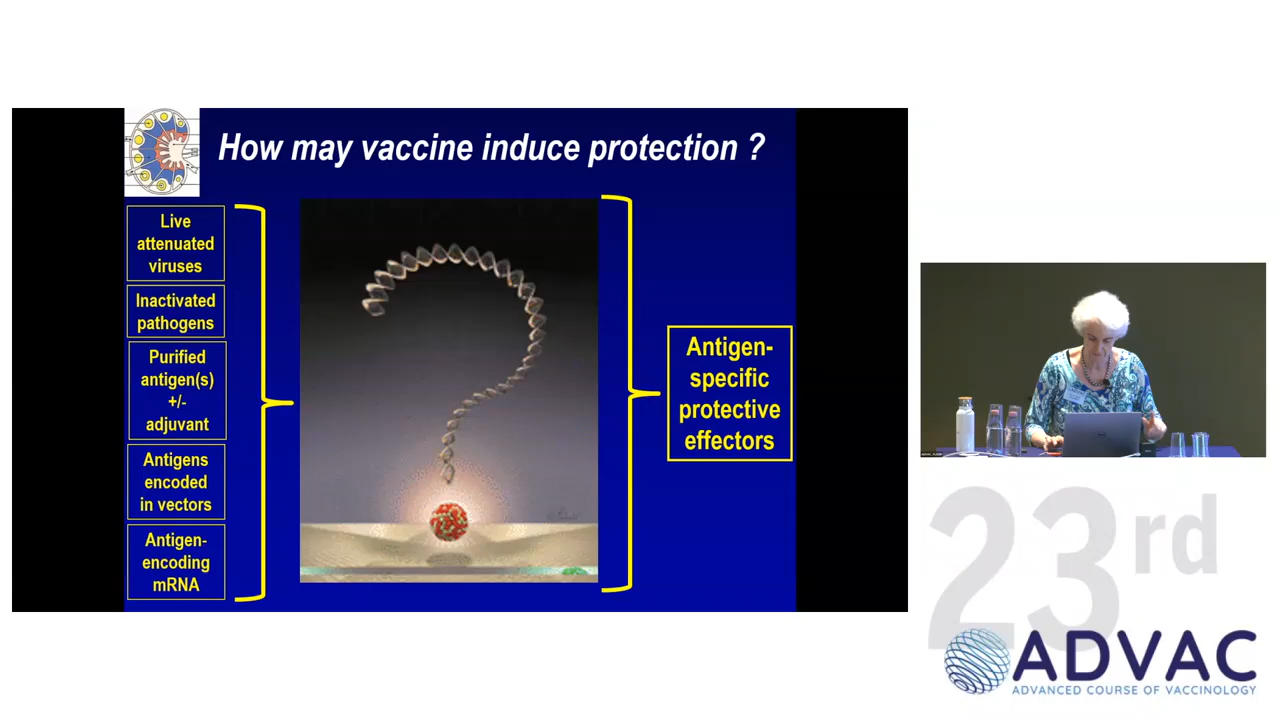 How may vaccine induce protection ?
Live
attenuated
viruses
Inactivated
pathogens
Purified
antigen(s)
+/-
adjuvant
Antigens
encoded
in vectors
Antigen-
encoding
mRNA
Antigen-
specific
protective
effectors
23rd
ADVAC
ADVANCED COURSE OF VACCINOLOGY